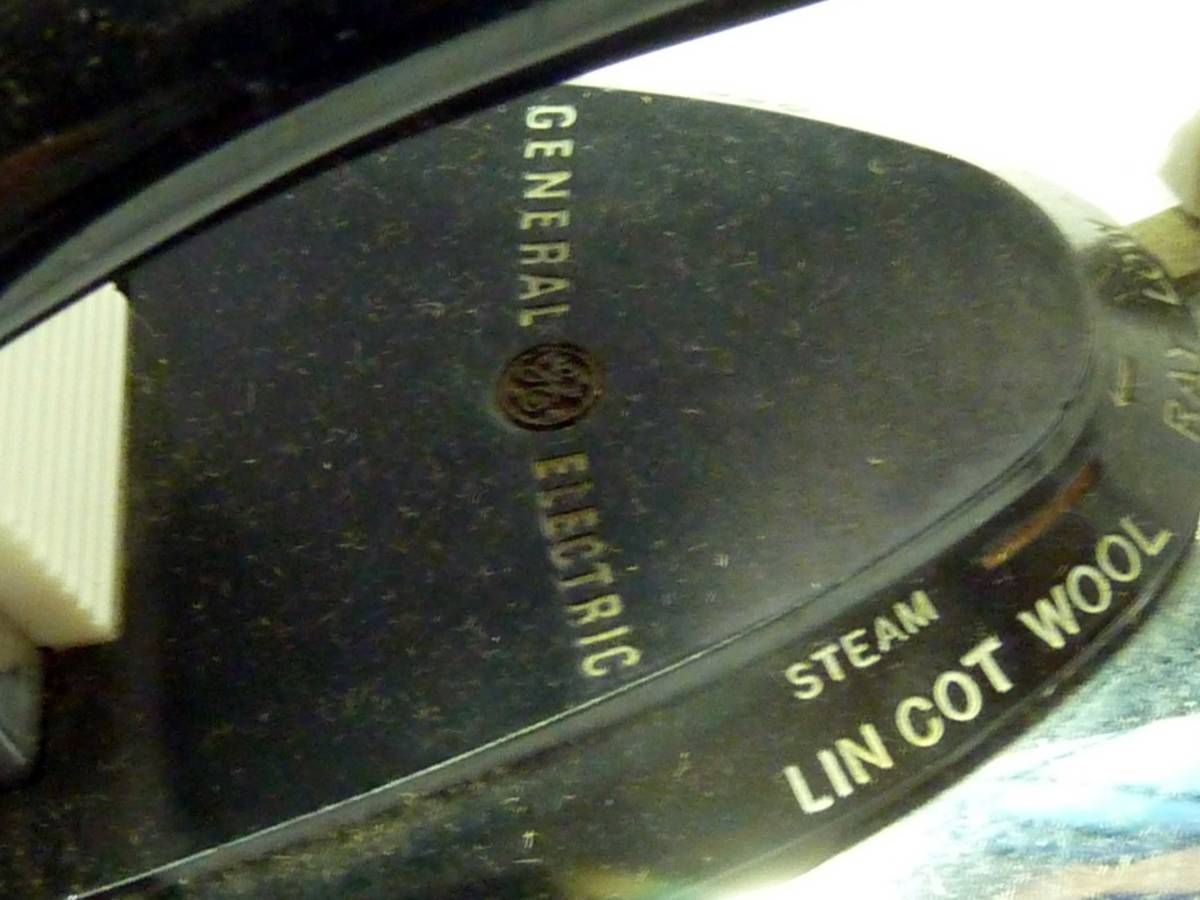 GENERAL ELECTRIC
STEAM
LIN COT WOOL